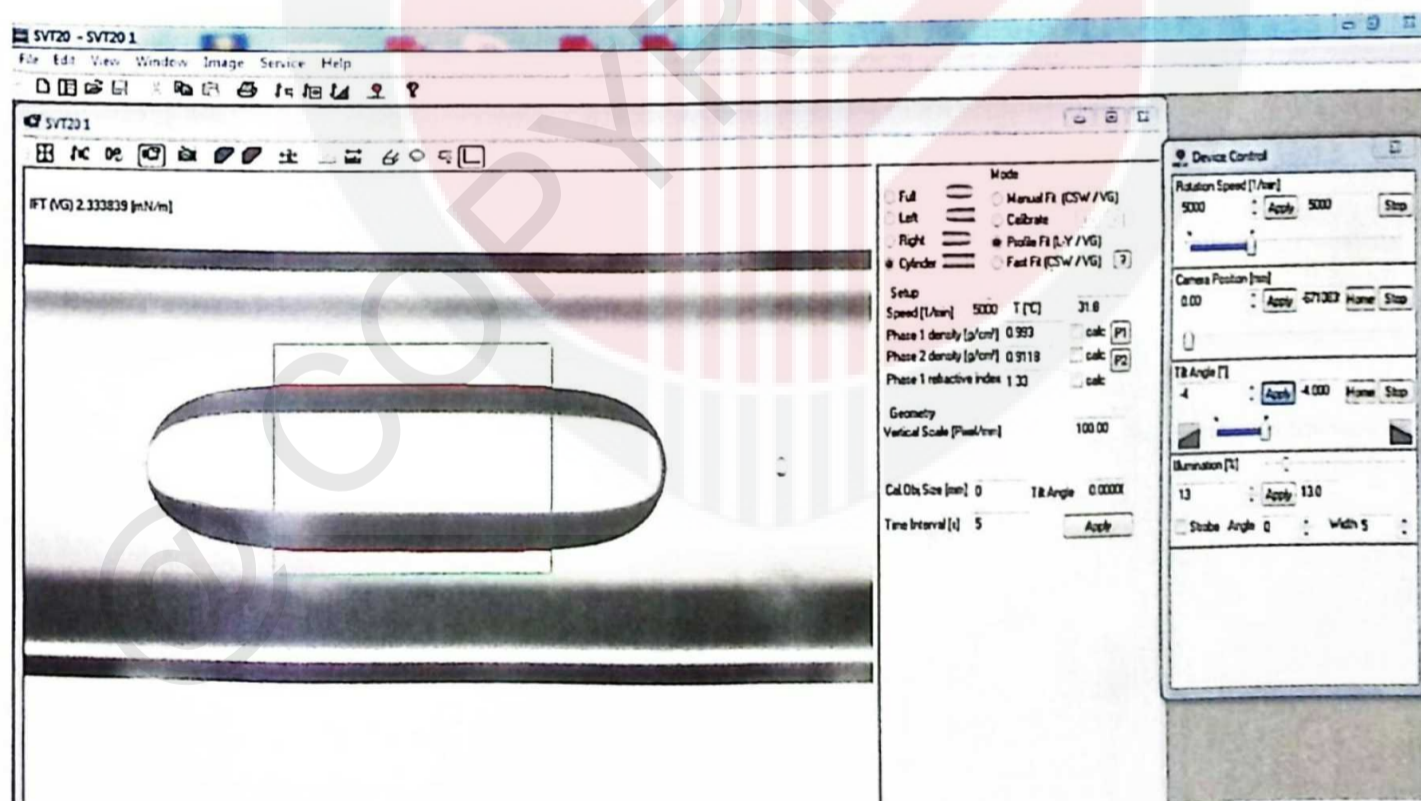 SVT20 - SVT20 1
File Edit View Window Image Service Help
SVT20 1
IFT (VG) 2.333839 [mN/m]
Mode
Full
Manual Fit (CSW / VG)
Left
Calibrate
Right
Profile Fit (L-Y / VG)
Cylinder
Fast Fit (CSW / VG) ?
Setup
Speed [1/min] 5000 T [°C] 31.8
Phase 1 density [g/cm³] 0.993 calc P1
Phase 2 density [g/cm³] 0.9118 calc P2
Phase 1 refractive index 1.33 calc
Geometry
Vertical Scale [Pixel/mm] 100.00
Cal.Obj.Size [mm] 0 Tilt Angle 0.0000
Time Interval [s] 5 Apply
Device Control
Rotation Speed [1/min]
5000 Apply 5000 Stop
Camera Position [mm]
0.00 Apply Home Stop
Tilt Angle [°]
-4 Apply -4.000 Home Stop
Illumination [%]
13 Apply 13.0
Strobe Angle 0 Width 5
© COPYR